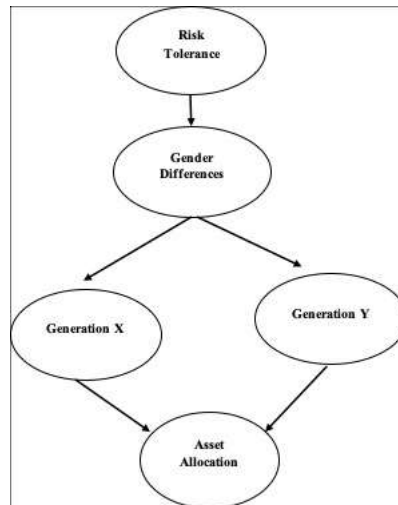 Risk
Tolerance
Gender
Differences
Generation X
Generation Y
Asset
Allocation